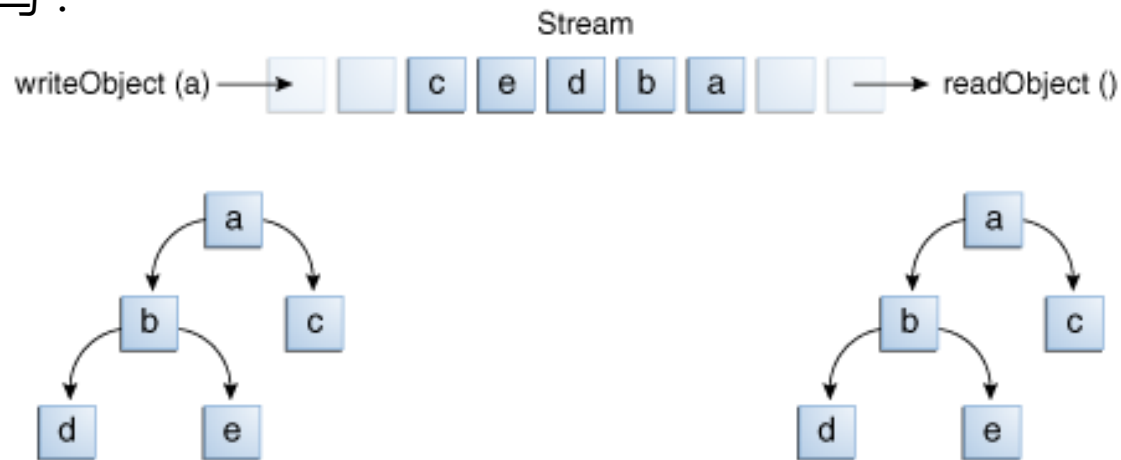 Stream
writeObject (a) c e d b a readObject ()
a a
b c b c
d e d e